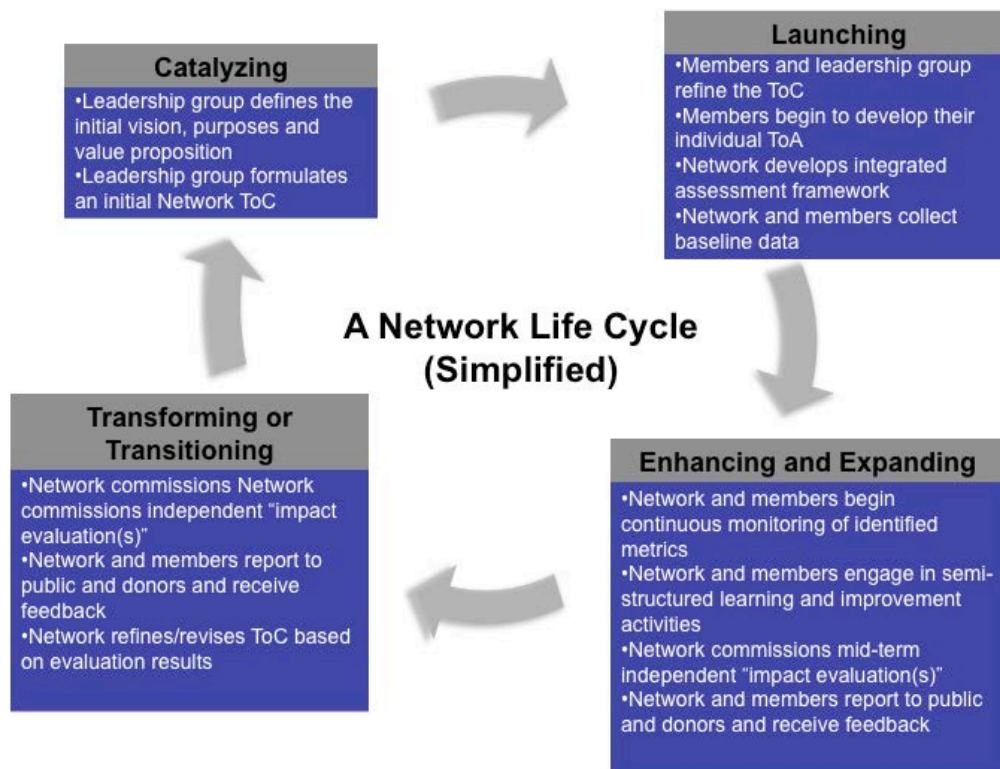 Catalyzing
•Leadership group defines the
initial vision, purposes and
value proposition
•Leadership group formulates
an initial Network ToC
Launching
•Members and leadership group
refine the ToC
•Members begin to develop their
individual ToA
•Network develops integrated
assessment framework
•Network and members collect
baseline data
A Network Life Cycle
(Simplified)
Transforming or
Transitioning
•Network commissions Network
commissions independent “impact
evaluation(s)”
•Network and members report to
public and donors and receive
feedback
•Network refines/revises ToC based
on evaluation results
Enhancing and Expanding
•Network and members begin
continuous monitoring of identified
metrics
•Network and members engage in semi-
structured learning and improvement
activities
•Network commissions mid-term
independent “impact evaluation(s)”
•Network and members report to public
and donors and receive feedback